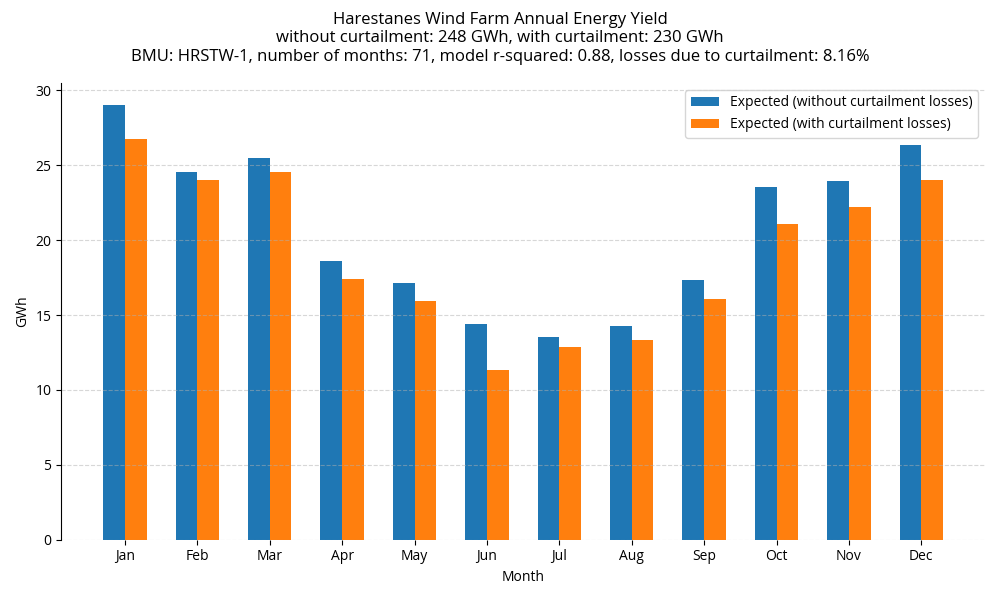 Harestanes Wind Farm Annual Energy Yield
without curtailment: 248 GWh, with curtailment: 230 GWh
BMU: HRSTW-1, number of months: 71, model r-squared: 0.88, losses due to curtailment: 8.16%
Expected (without curtailment losses)
Expected (with curtailment losses)
GWh
30
25
20
15
10
5
0
Jan Feb Mar Apr May Jun Jul Aug Sep Oct Nov Dec
Month